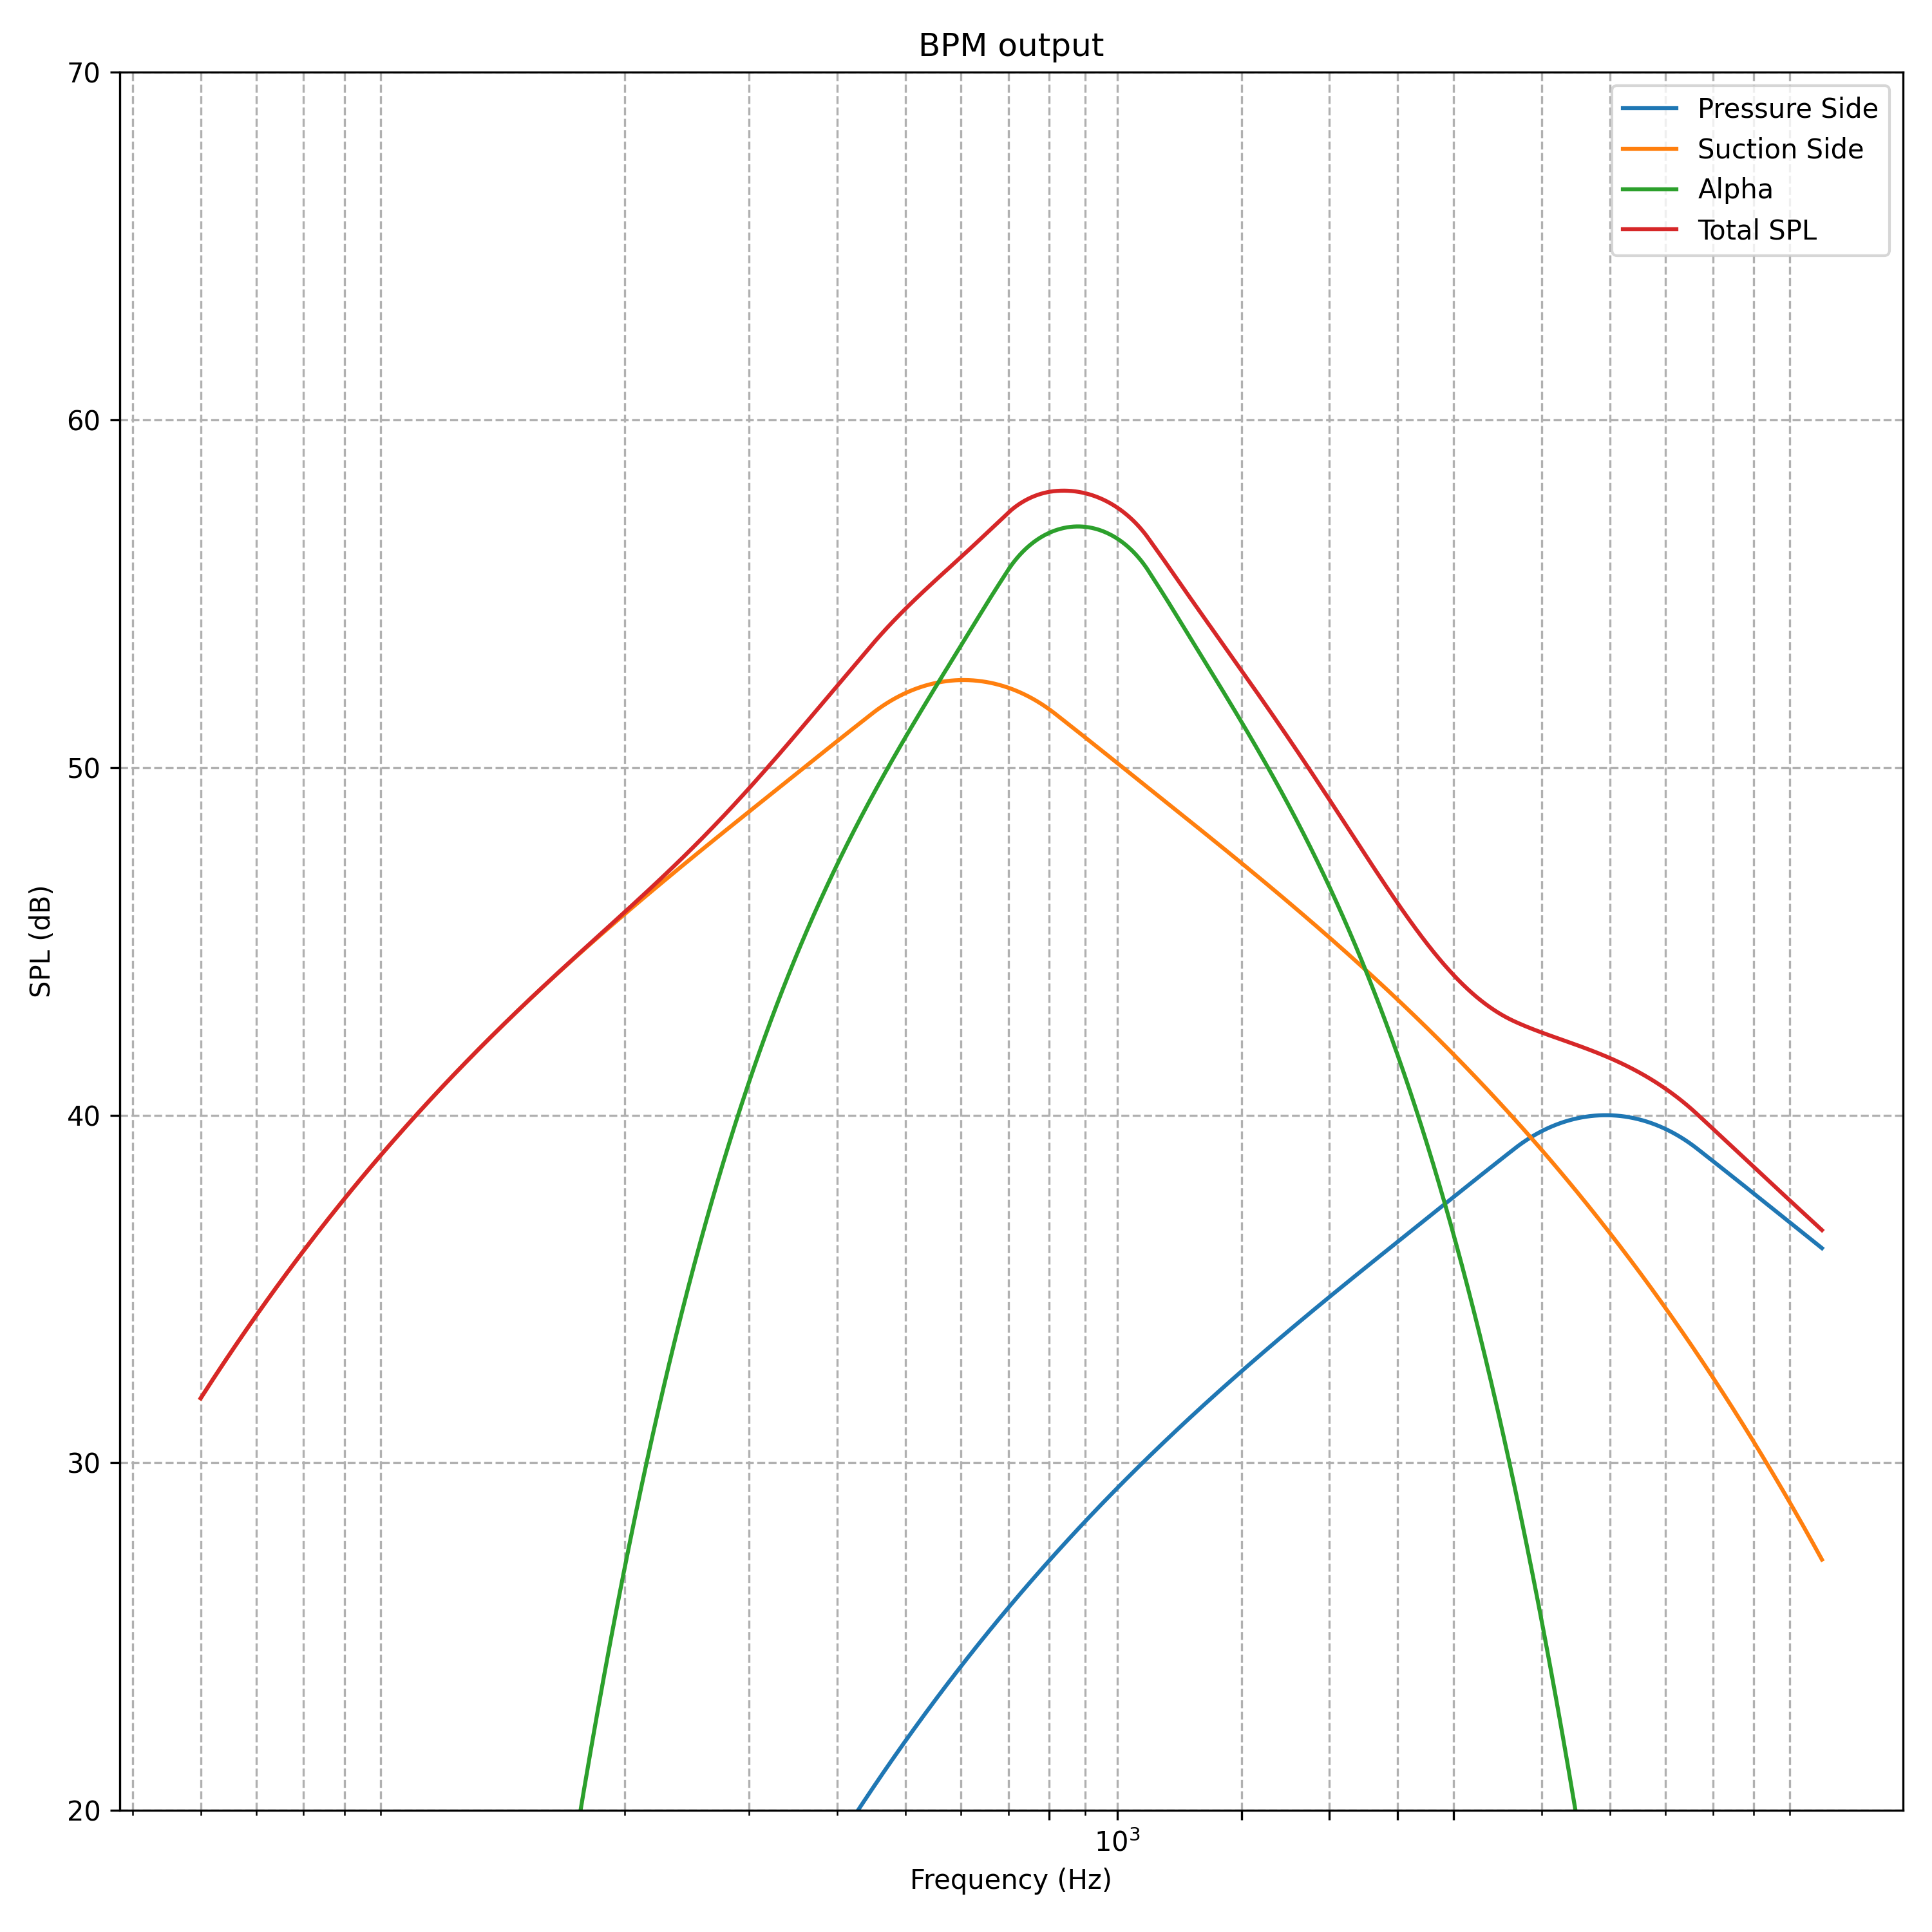 BPM output
70
60
50
40
30
20
SPL (dB)
Pressure Side
Suction Side
Alpha
Total SPL
10³
Frequency (Hz)